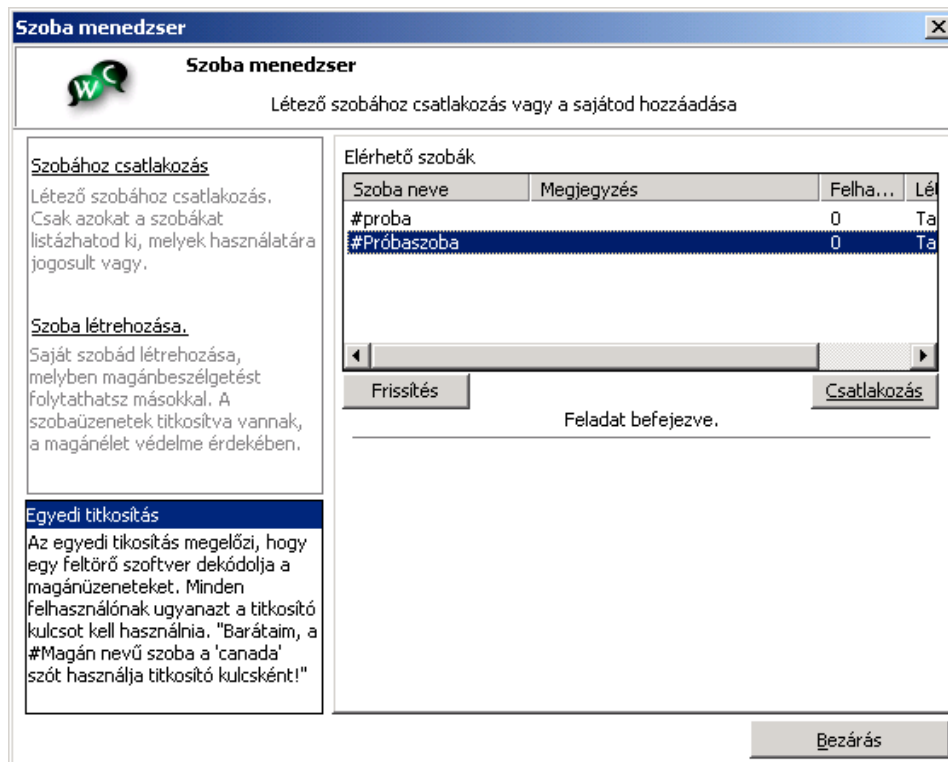 Szoba menedzser
Szoba menedzser
Létező szobához csatlakozás vagy a sajátod hozzáadása
Szobához csatlakozás
Létező szobához csatlakozás.
Csak azokat a szobákat
listázhatod ki, melyek használatára
jogosult vagy.
Szoba létrehozása.
Saját szobád létrehozása,
melyben magánbeszélgetést
folytathatsz másokkal. A
szobaüzenetek titkosítva vannak,
a magánélet védelme érdekében.
Egyedi titkosítás
Az egyedi tikosítás megelőzi, hogy
egy feltörő szoftver dekódolja a
magánüzeneteket. Minden
felhasználónak ugyanazt a titkosító
kulcsot kell használnia. "Barátaim, a
#Magán nevű szoba a 'canada'
szót használja titkosító kulcsként!"
Elérhető szobák
Szoba neve Megjegyzés Felha... Lé
#proba 0 Ta
#Próbaszoba 0 Ta
Frissítés Csatlakozás
Feladat befejezve.
Bezárás